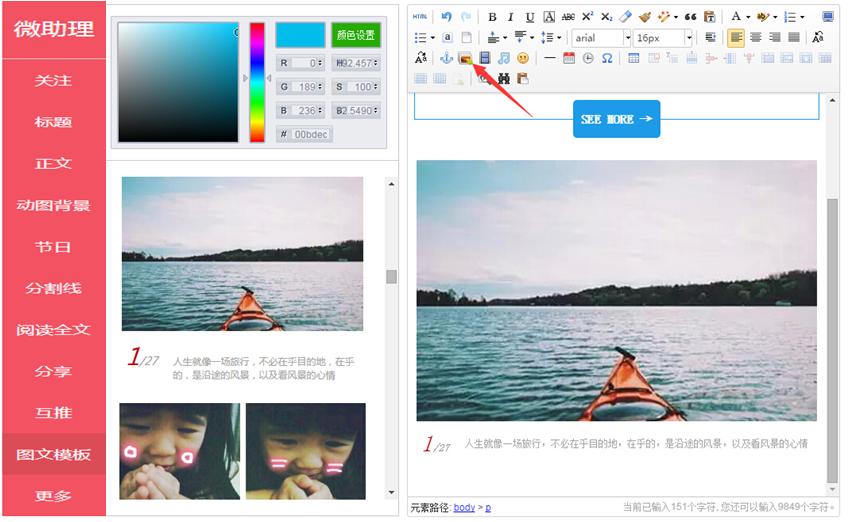 微助理
关注
标题
正文
动图背景
节日
分割线
阅读全文
分享
互推
图文模板
更多
颜色设置
R 0 H 92.457
G 189 S 100
B 236 B 2.5490
# 00bdec
1/27
人生就像一场旅行，不必在乎目的地，在乎
的，是沿途的风景，以及看风景的心情
HTML B I U A ABC X² X₂ A
a arial 16px
SEE MORE →
1/27 人生就像一场旅行，不必在乎目的地，在乎的，是沿途的风景，以及看风景的心情
元素路径: body > p
当前已输入151个字符, 您还可以输入9849个字符。